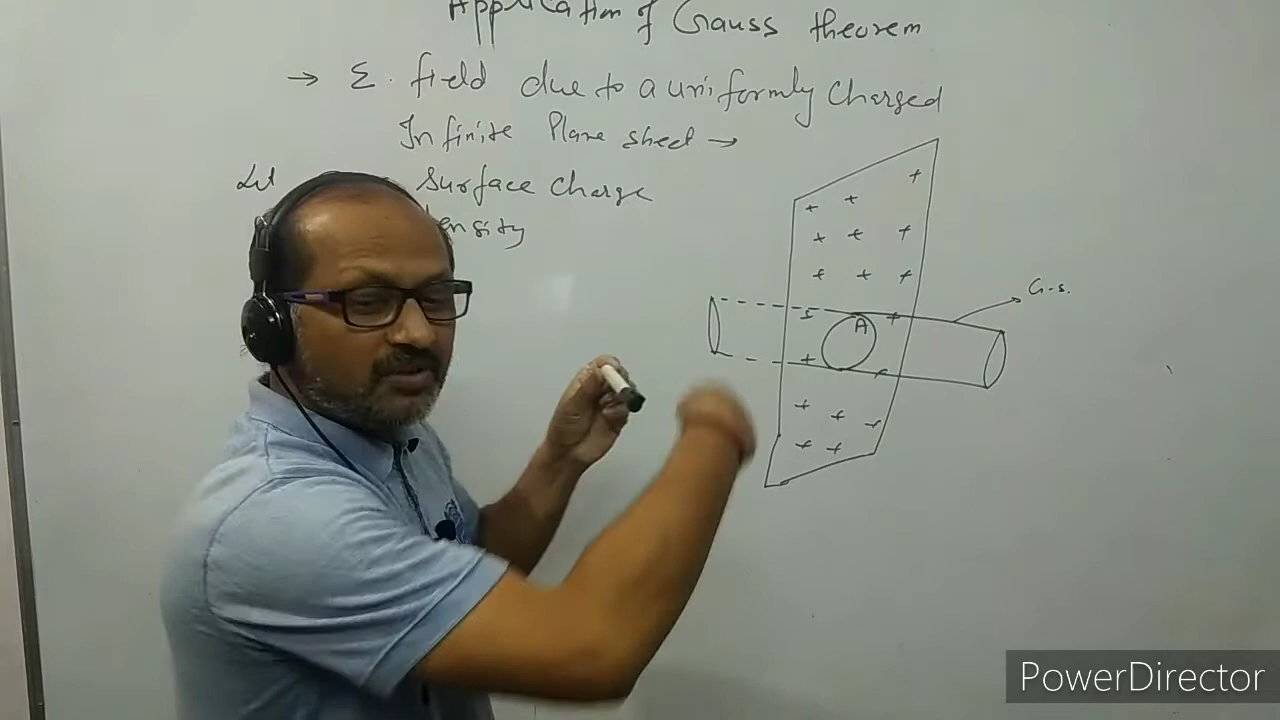 Application of Gauss theorem
→ E. field due to a uniformly charged
Infinite Plane sheet →
Let Surface charge
density
A
G.s.
PowerDirector